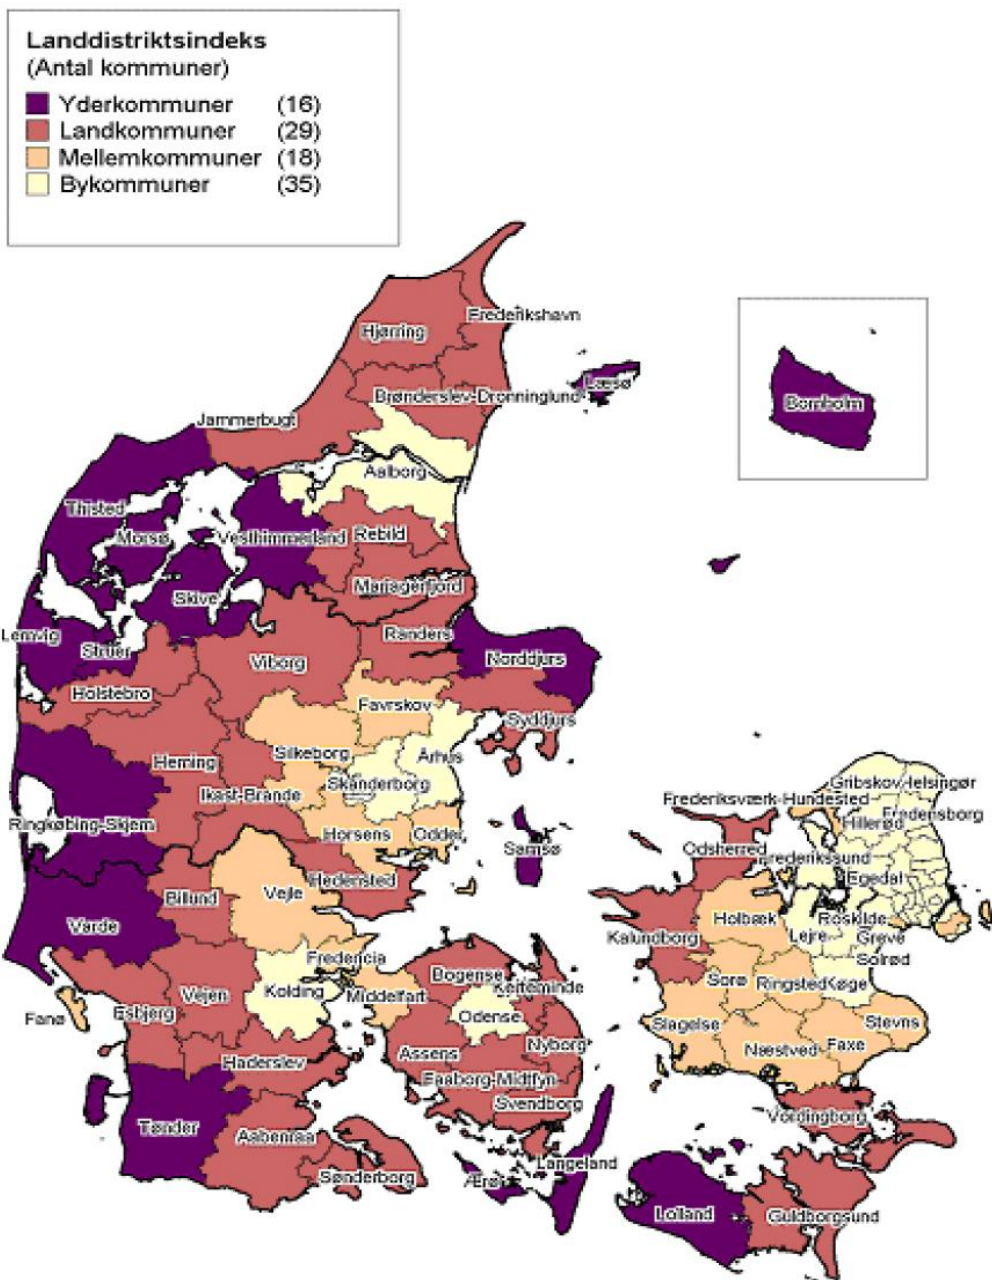 Landdistriktsindeks
(Antal kommuner)
Yderkommuner (16)
Landkommuner (29)
Mellemkommuner (18)
Bykommuner (35)
Frederikshavn
Hjørring
Læsø
Brønderslev-Dronninglund
Bornholm
Jammerbugt
Aalborg
Thisted
Morsø
Vesthimmerland
Rebild
Mariagerfjord
Skive
Lemvig
Struer
Randers
Viborg
Norddjurs
Holstebro
Favrskov
Syddjurs
Silkeborg
Århus
Herning
Skanderborg
Gribskov
Helsingør
Ikast-Brande
Frederiksværk-Hundested
Fredensborg
Hillerød
Ringkøbing-Skjern
Horsens
Odder
Samsø
Odsherred
Frederikssund
Egedal
Hedensted
Vejle
Billund
Varde
Holbæk
Roskilde
Kalundborg
Lejre
Greve
Solrød
Fredericia
Bogense
Kerteminde
Sorø
Ringsted
Køge
Kolding
Vejen
Middelfart
Fanø
Esbjerg
Odense
Slagelse
Stevns
Nyborg
Næstved
Faxe
Assens
Haderslev
Faaborg-Midtfyn
Svendborg
Vordingborg
Tønder
Aabenraa
Langeland
Sønderborg
Ærø
Lolland
Guldborgsund